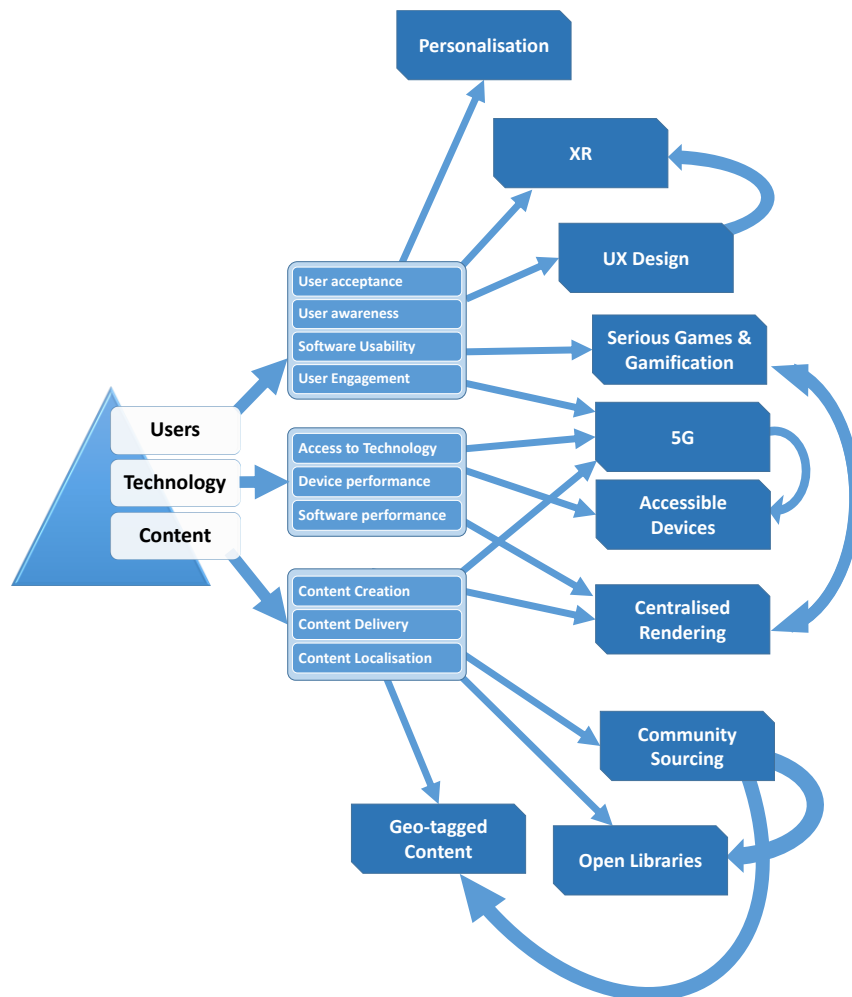 Personalisation
XR
UX Design
User acceptance
User awareness
Software Usability
User Engagement
Serious Games &
Gamification
Users
Technology
Content
Access to Technology
Device performance
Software performance
5G
Accessible
Devices
Content Creation
Content Delivery
Content Localisation
Centralised
Rendering
Community
Sourcing
Geo-tagged
Content
Open Libraries